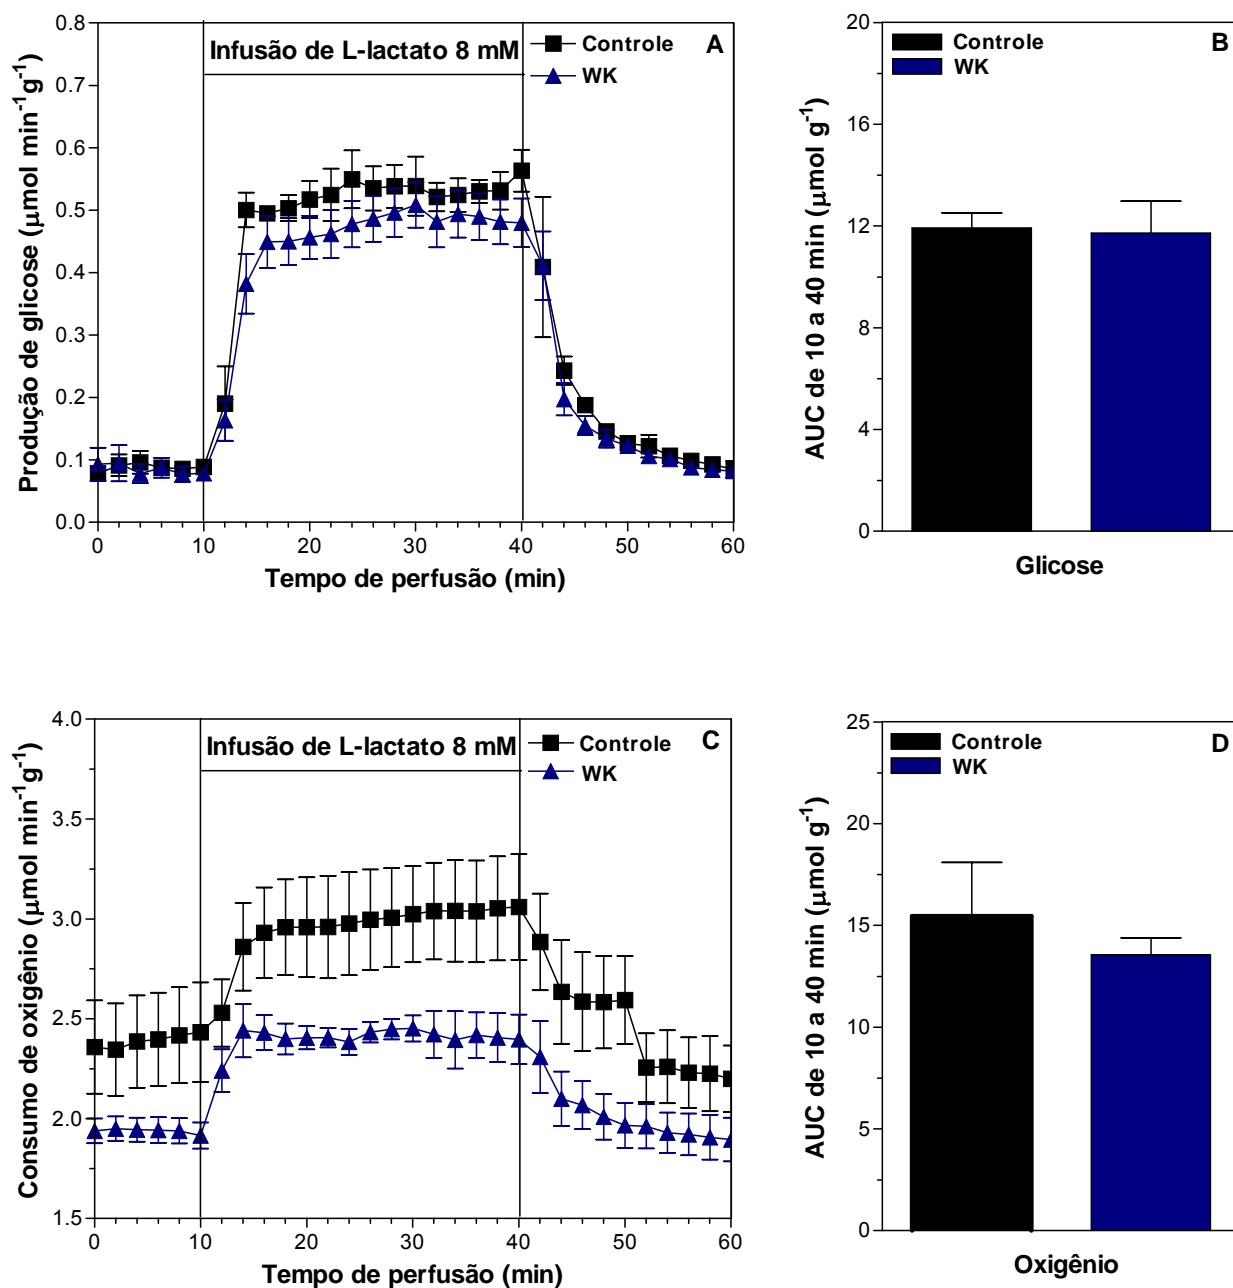 Infusão de L-lactato 8 mM
Controle
WK
A
Produção de glicose (µmol min⁻¹g⁻¹)
0.8
0.7
0.6
0.5
0.4
0.3
0.2
0.1
0.0
0 10 20 30 40 50 60
Tempo de perfusão (min)
Controle
WK
B
AUC de 10 a 40 min (µmol g⁻¹)
20
16
12
8
4
0
Glicose
Infusão de L-lactato 8 mM
Controle
WK
C
Consumo de oxigênio (µmol min⁻¹g⁻¹)
4.0
3.5
3.0
2.5
2.0
1.5
0 10 20 30 40 50 60
Tempo de perfusão (min)
Controle
WK
D
AUC de 10 a 40 min (µmol g⁻¹)
25
20
15
10
5
0
Oxigênio